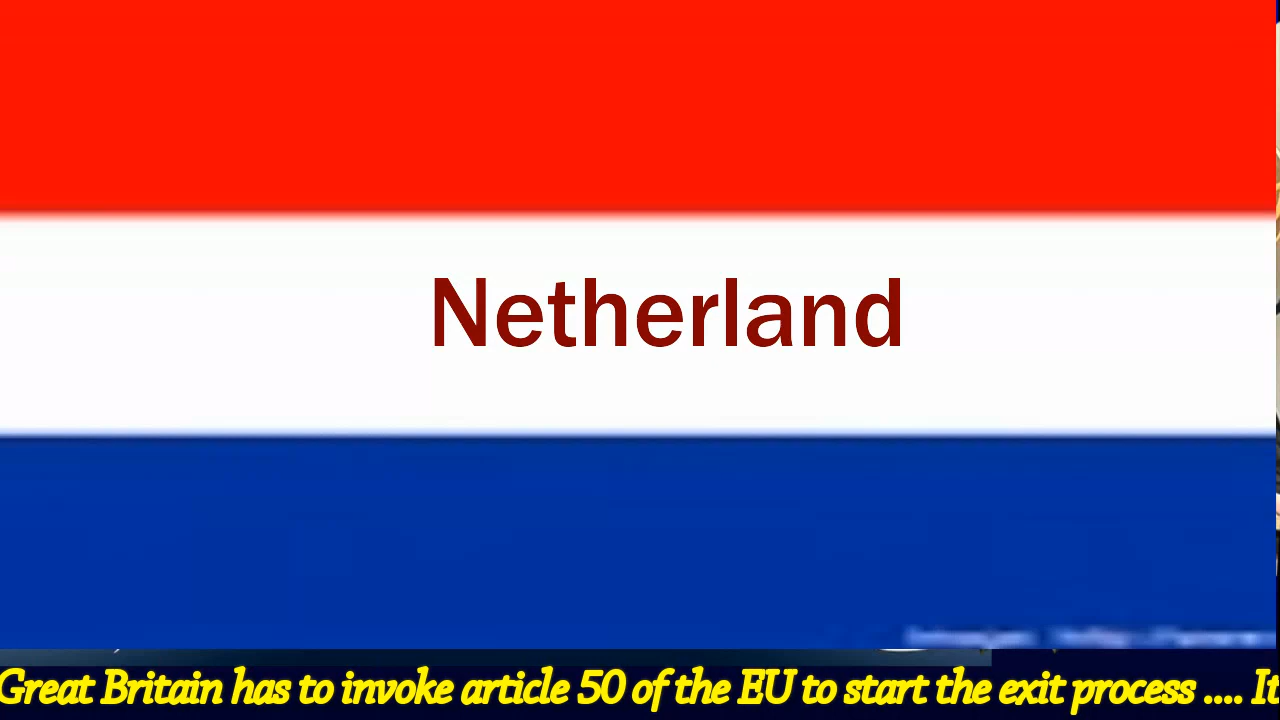 Netherland
Great Britain has to invoke article 50 of the EU to start the exit process .... It